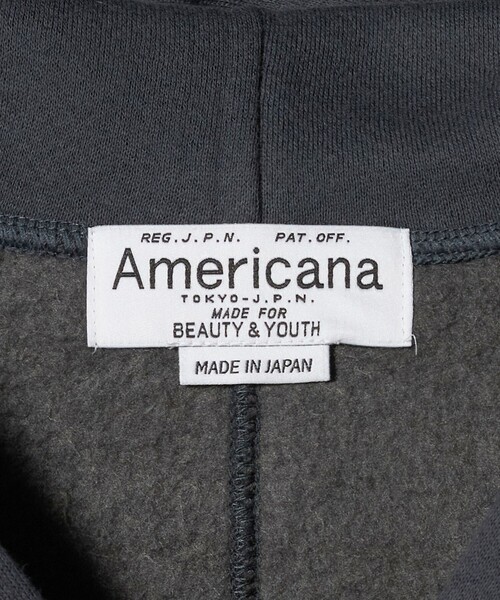 REG.J.P.N. PAT.OFF.
Americana
TOKYO-J.P.N.
MADE FOR
BEAUTY & YOUTH
MADE IN JAPAN